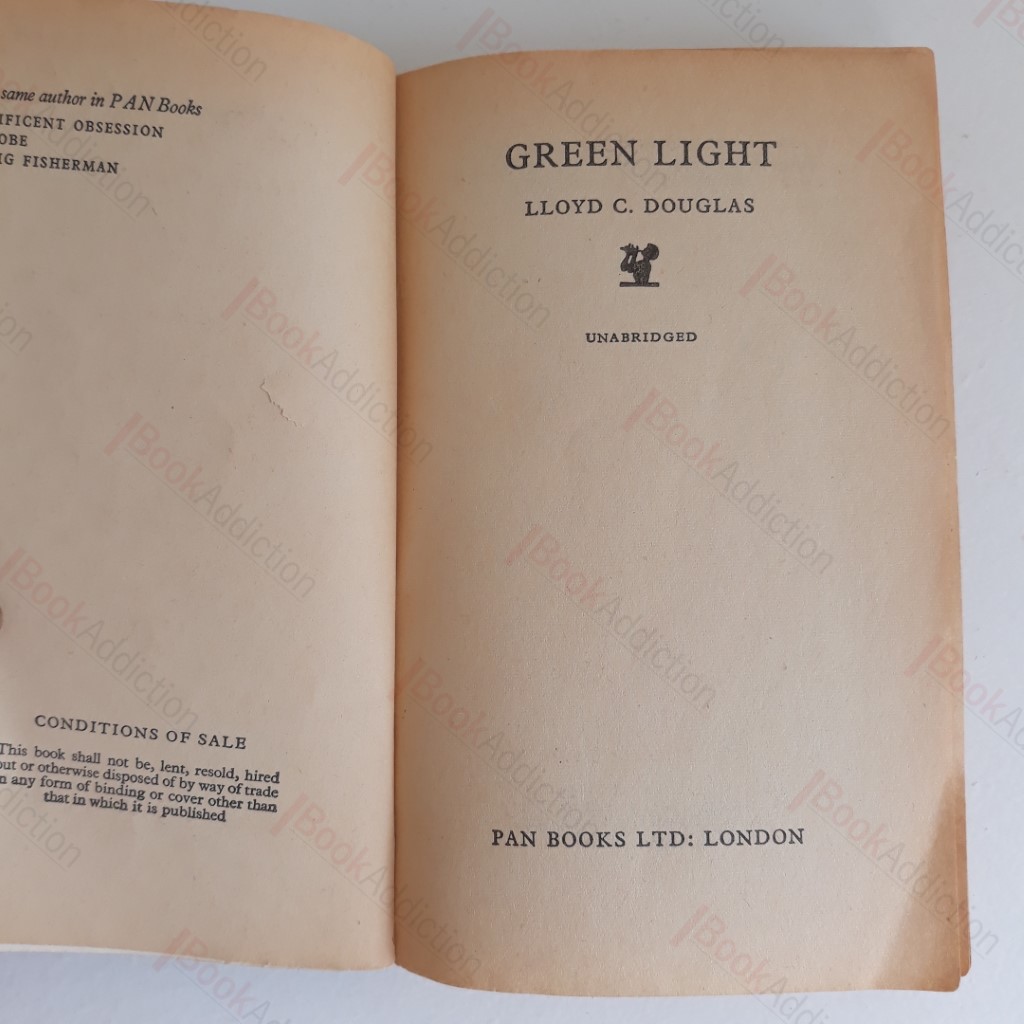 same author in PAN Books
IFICENT OBSESSION
OBE
IG FISHERMAN
CONDITIONS OF SALE
This book shall not be, lent, resold, hired
out or otherwise disposed of by way of trade
n any form of binding or cover other than
that in which it is published
GREEN LIGHT
LLOYD C. DOUGLAS
UNABRIDGED
PAN BOOKS LTD: LONDON
BookAddiction